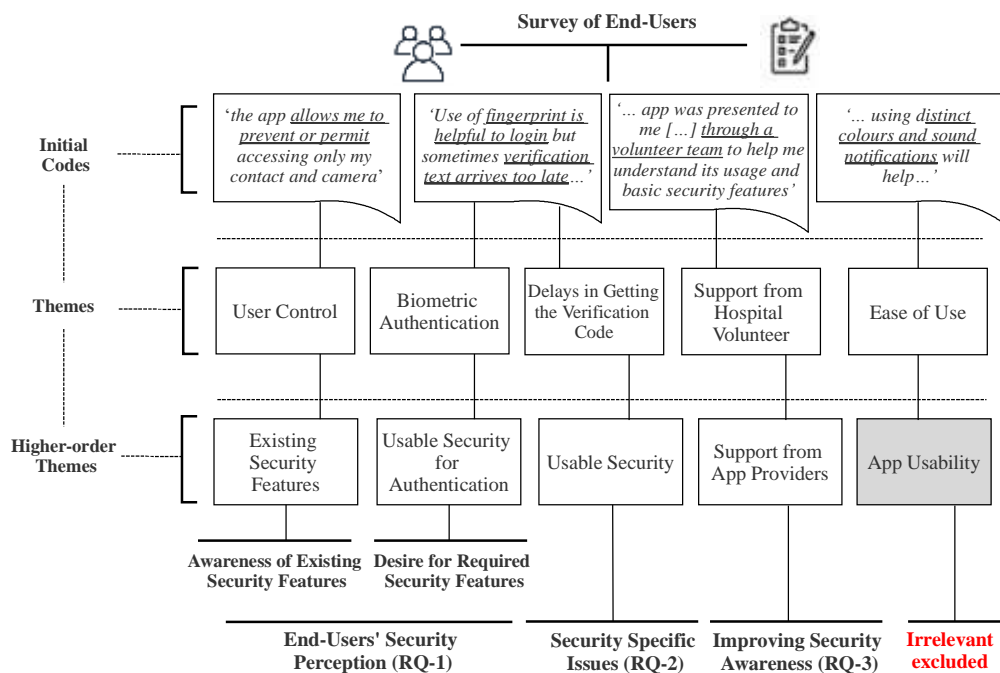 Survey of End-Users
Initial
Codes
‘the app allows me to
prevent or permit
accessing only my
contact and camera’
‘Use of fingerprint is
helpful to login but
sometimes verification
text arrives too late…’
‘… app was presented to
me […] through a
volunteer team to help me
understand its usage and
basic security features’
‘… using distinct
colours and sound
notifications will
help…’
Themes
User Control
Biometric
Authentication
Delays in Getting
the Verification
Code
Support from
Hospital
Volunteer
Ease of Use
Higher-order
Themes
Existing
Security
Features
Usable Security
for
Authentication
Usable Security
Support from
App Providers
App Usability
Awareness of Existing
Security Features
Desire for Required
Security Features
End-Users' Security
Perception (RQ-1)
Security Specific
Issues (RQ-2)
Improving Security
Awareness (RQ-3)
Irrelevant
excluded